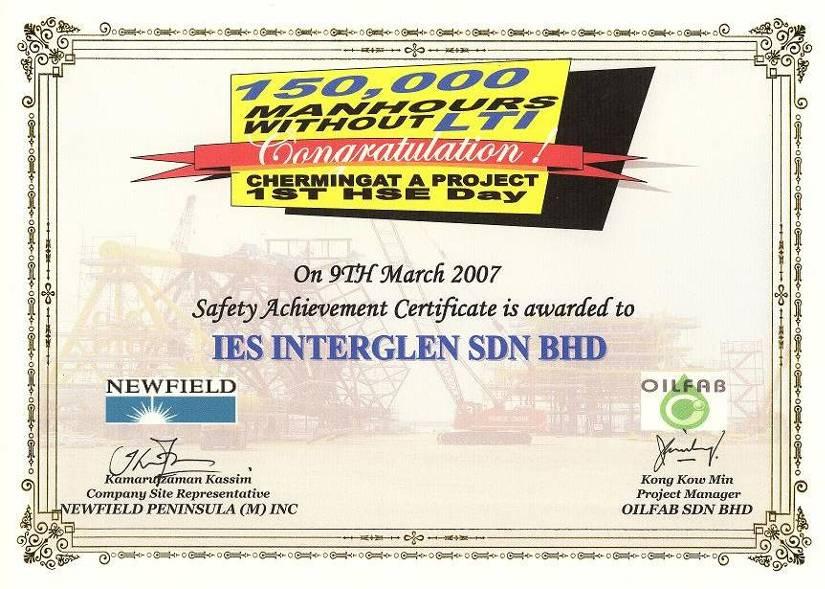 150,000
MANHOURS
WITHOUT LTI
Congratulation !
CHERMINGAT A PROJECT
1ST HSE Day
On 9TH March 2007
Safety Achievement Certificate is awarded to
IES INTERGLEN SDN BHD
NEWFIELD
Kamaruzaman Kassim
Company Site Representative
NEWFIELD PENINSULA (M) INC
OILFAB
Kong Kow Min
Project Manager
OILFAB SDN BHD